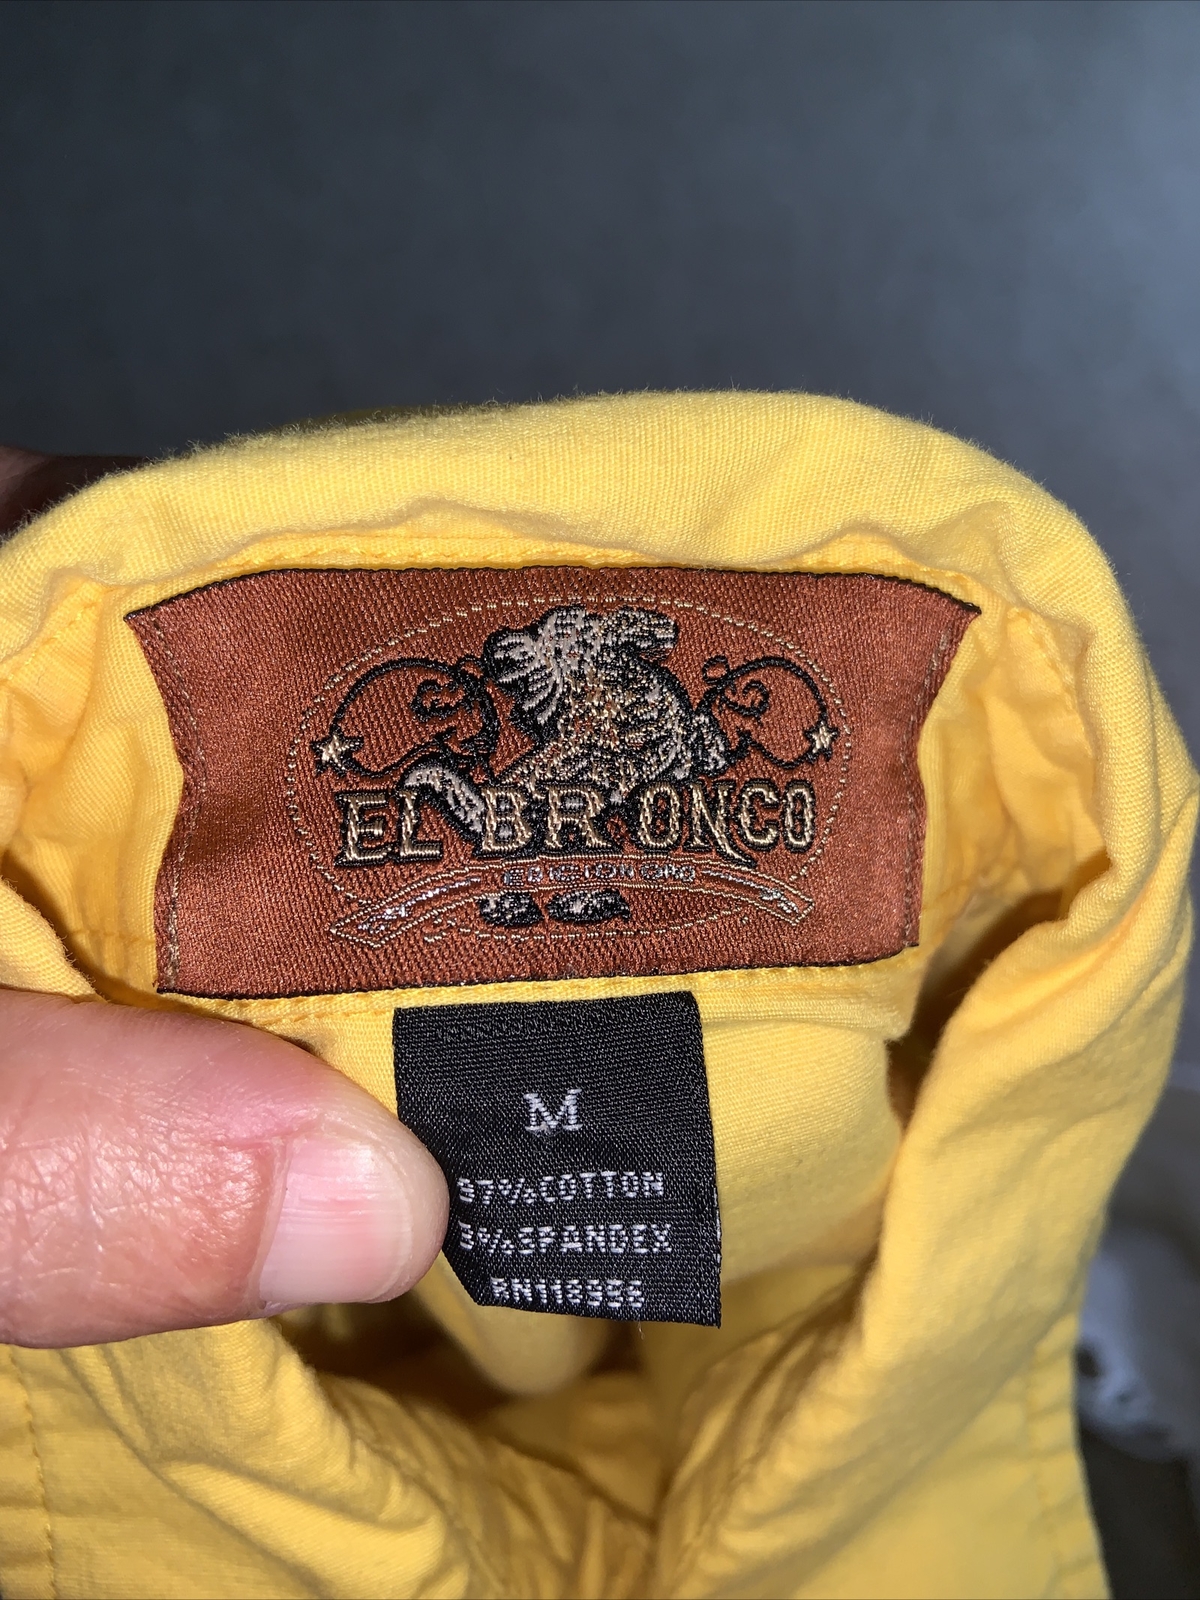 EL BRONCO
M
97%COTTON
3%SPANDEX